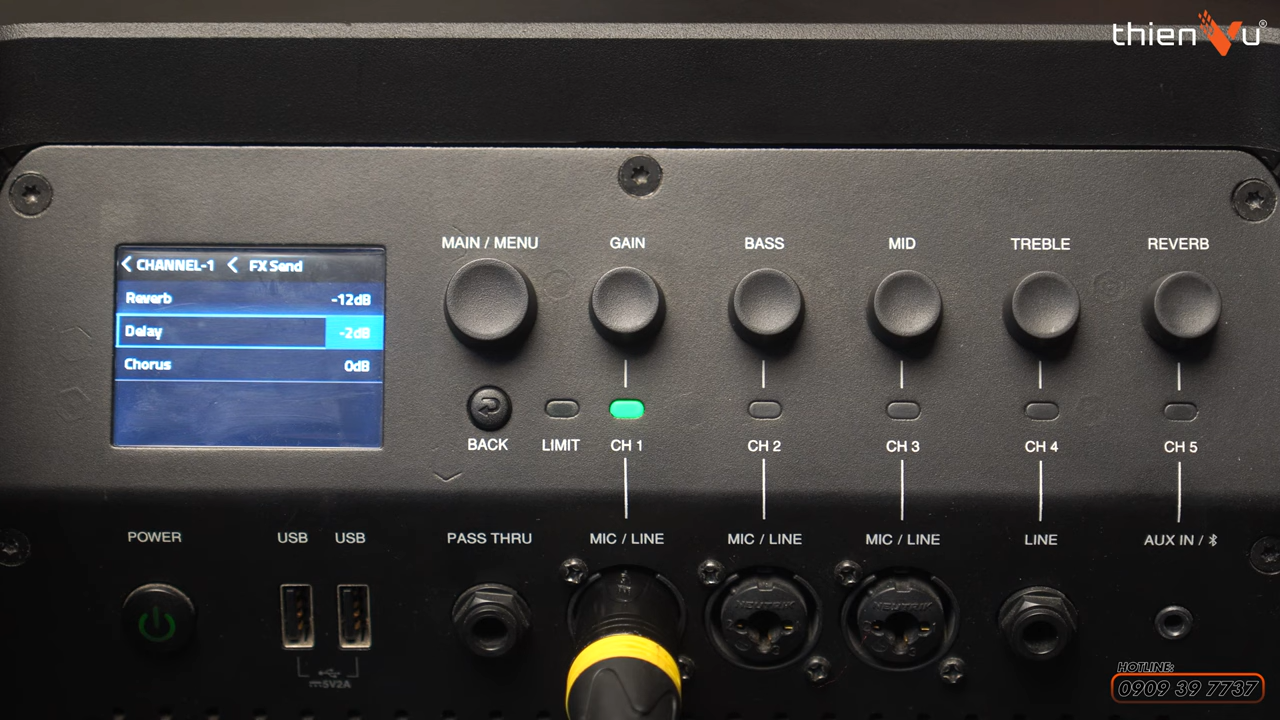 thienVu®
CHANNEL-1 FX Send
Reverb -12dB
Delay -2dB
Chorus 0dB
MAIN / MENU GAIN BASS MID TREBLE REVERB
BACK LIMIT CH 1 CH 2 CH 3 CH 4 CH 5
POWER USB USB PASS THRU MIC / LINE MIC / LINE MIC / LINE LINE AUX IN /
NEUTRIK NEUTRIK
5V2A
HOTLINE:
0909 39 7737